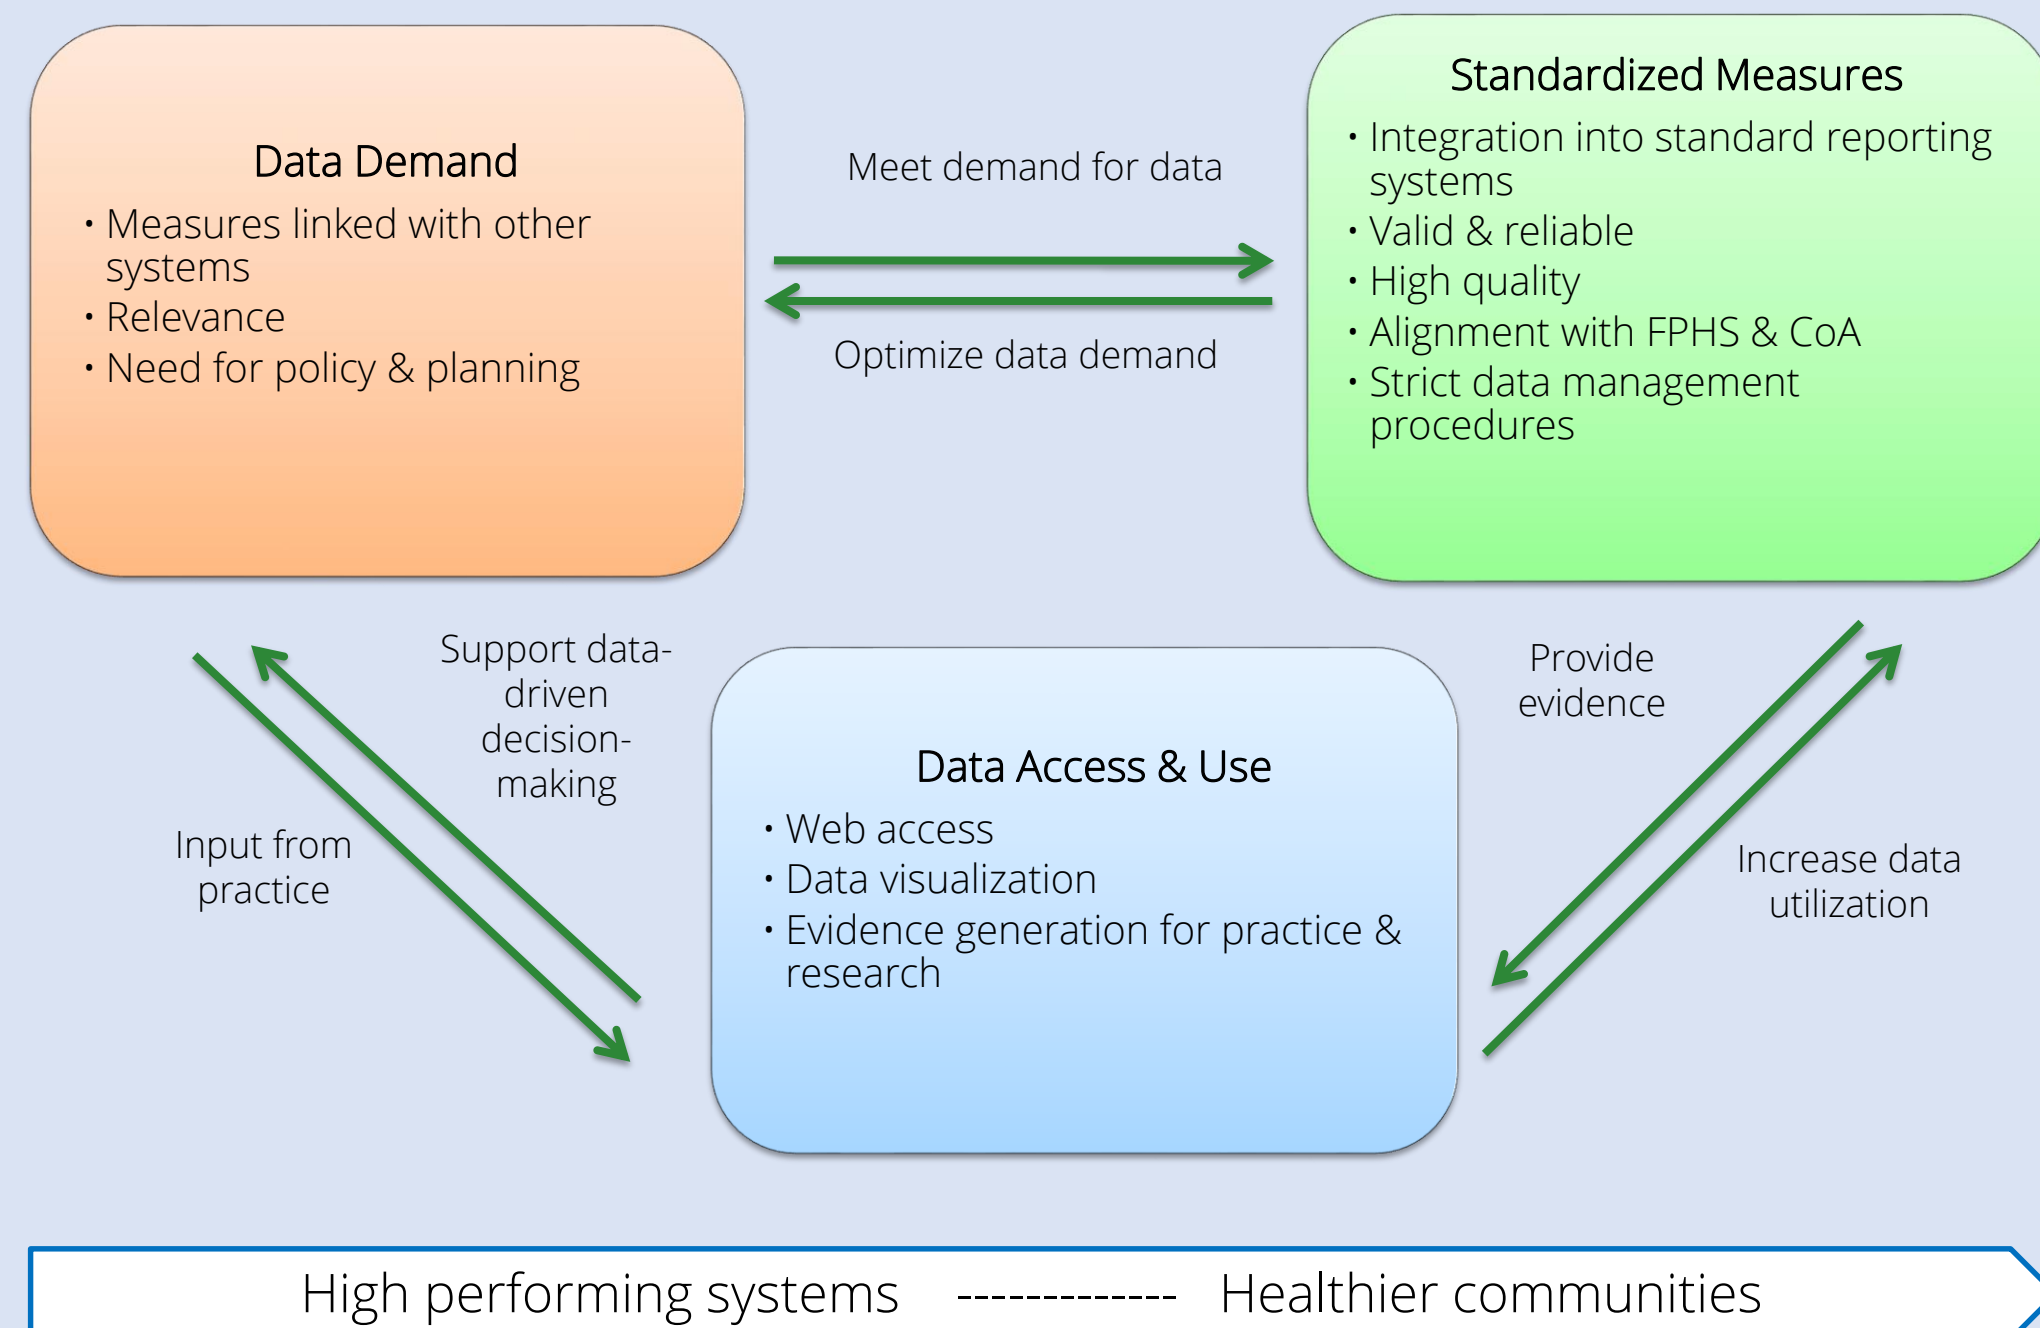 Data Demand
· Measures linked with other
systems
· Relevance
· Need for policy & planning
Meet demand for data
Optimize data demand
Standardized Measures
· Integration into standard reporting
systems
· Valid & reliable
· High quality
· Alignment with FPHS & CoA
· Strict data management
procedures
Support data-
driven
decision-
making
Input from
practice
Data Access & Use
· Web access
· Data visualization
· Evidence generation for practice &
research
Provide
evidence
Increase data
utilization
High performing systems ------------- Healthier communities